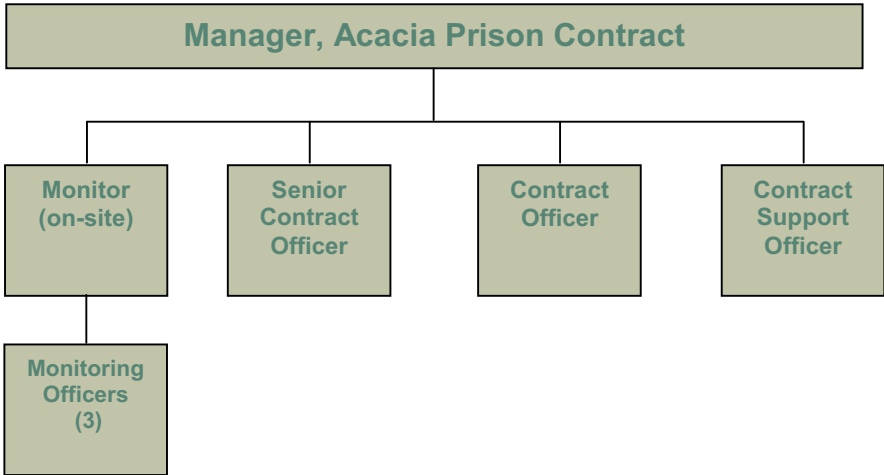 Manager, Acacia Prison Contract
Monitor
(on-site)
Senior
Contract
Officer
Contract
Officer
Contract
Support
Officer
Monitoring
Officers
(3)